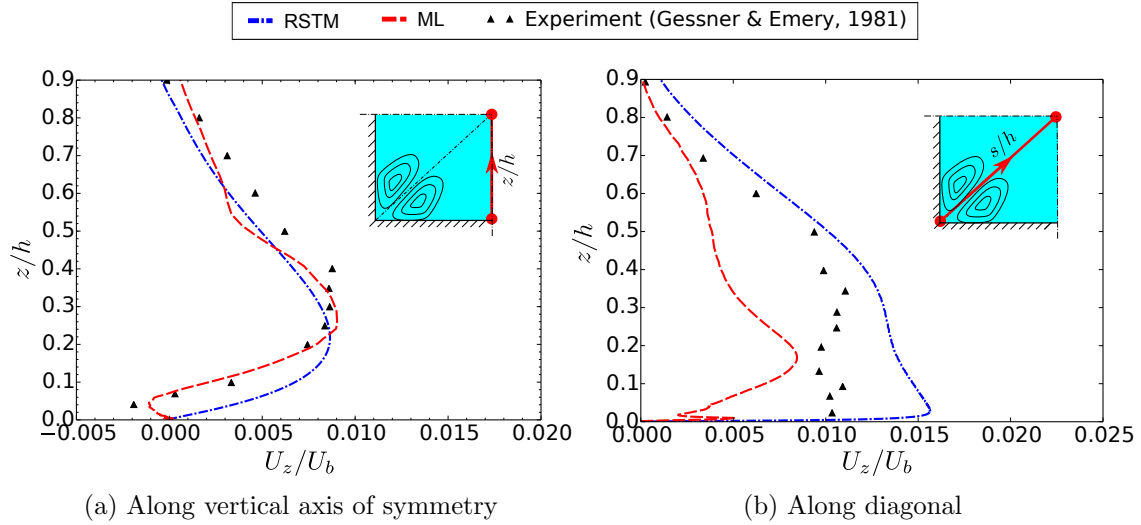 RSTM ML Experiment (Gessner & Emery, 1981)
0.9
0.8
0.7
0.6
0.5
0.4
0.3
0.2
0.1
0.0
z/h
−0.005 0.000 0.005 0.010 0.015 0.020
U_z/U_b
z/h
(a) Along vertical axis of symmetry
0.9
0.8
0.7
0.6
0.5
0.4
0.3
0.2
0.1
0.0
z/h
0.000 0.005 0.010 0.015 0.020 0.025
U_z/U_b
s/h
(b) Along diagonal